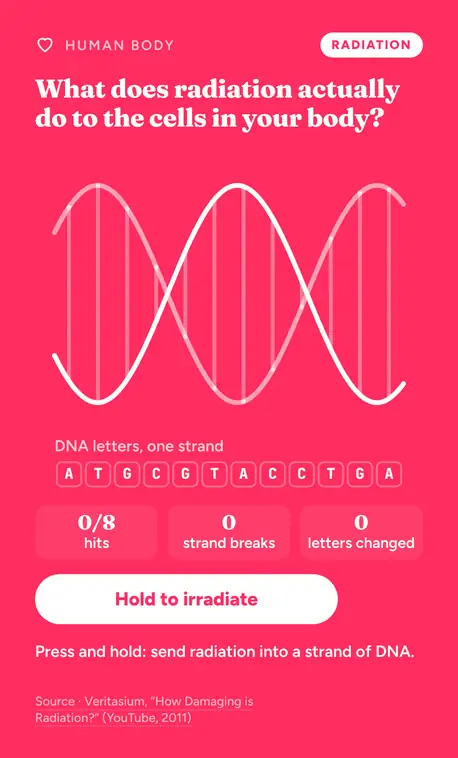 HUMAN BODY
RADIATION
What does radiation actually
do to the cells in your body?
DNA letters, one strand
A T G C G T A C C T G A
0/8
hits
0
strand breaks
0
letters changed
Hold to irradiate
Press and hold: send radiation into a strand of DNA.
Source · Veritasium, “How Damaging is
Radiation?” (YouTube, 2011)